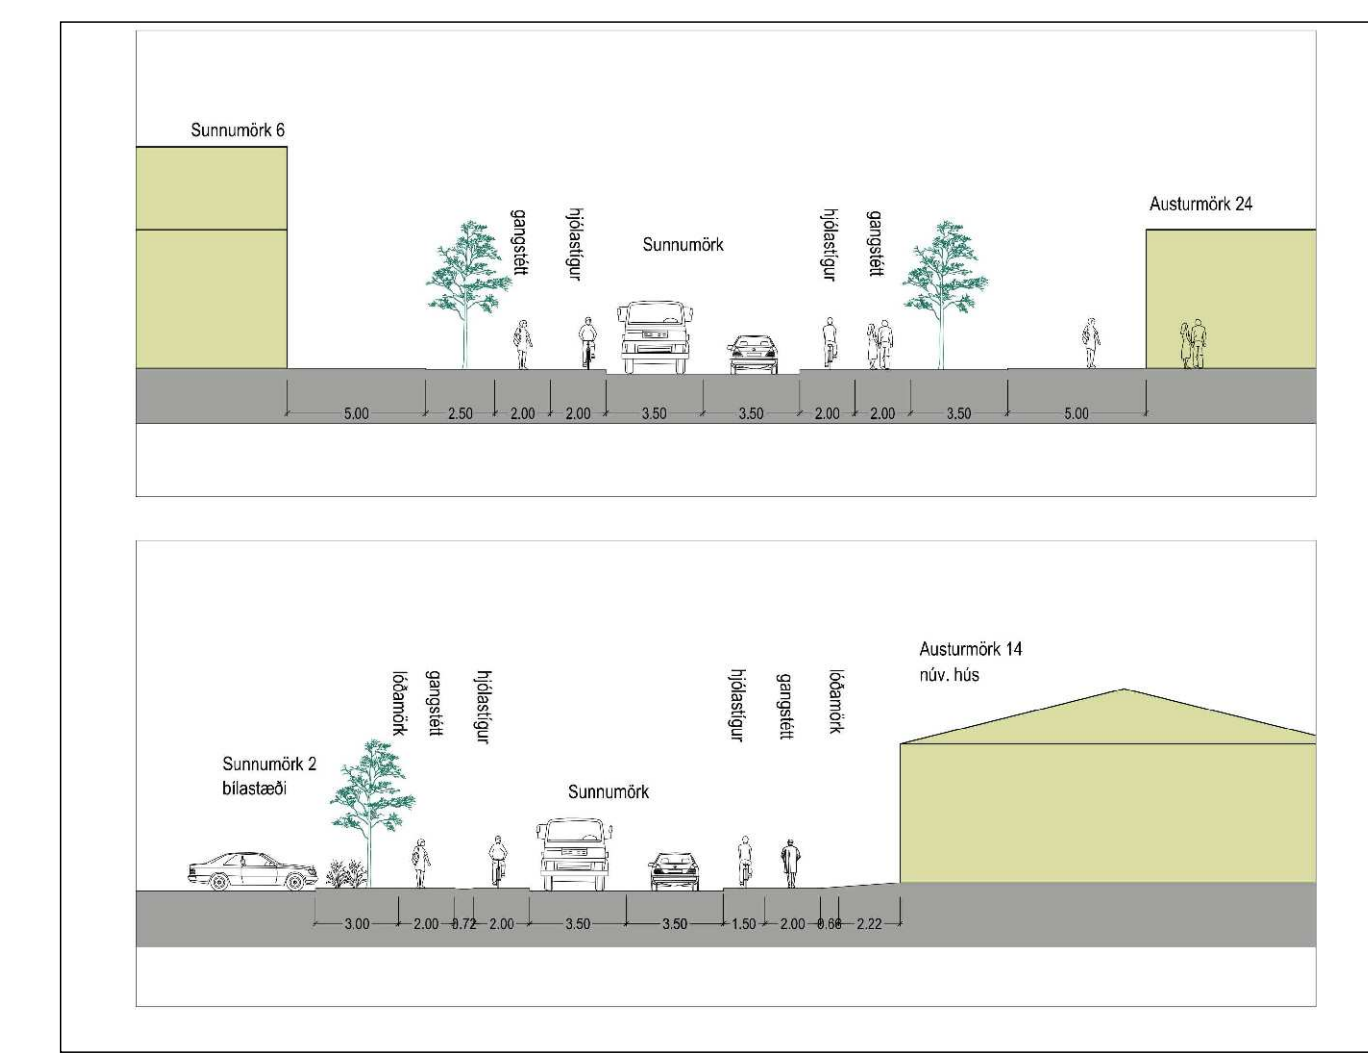 Sunnumörk 6
Austurmörk 24
gangstétt
hjólastígur
Sunnumörk
hjólastígur
gangstétt
5.00 2.50 2.00 2.00 3.50 3.50 2.00 2.00 3.50 5.00
Austurmörk 14
núv. hús
lóðamörk
gangstétt
hjólastígur
hjólastígur
gangstétt
lóðamörk
Sunnumörk 2
bílastæði
Sunnumörk
3.00 2.00 0.72 2.00 3.50 3.50 1.50 2.00 0.66 2.22